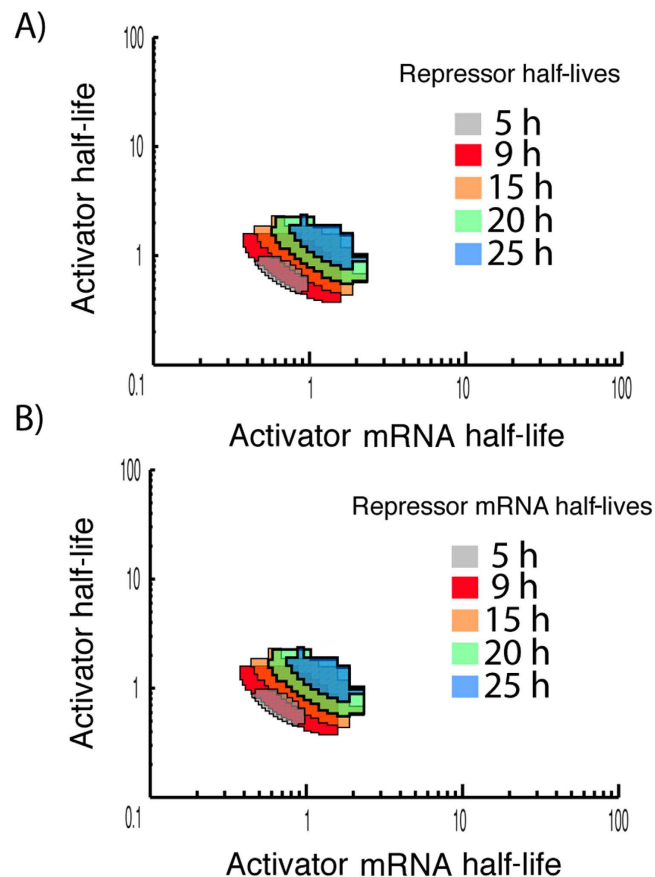 A)
100
10
1
0.1
Activator half-life
Repressor half-lives
5 h
9 h
15 h
20 h
25 h
1
10
100
Activator mRNA half-life
B)
100
10
1
0.1
Activator half-life
Repressor mRNA half-lives
5 h
9 h
15 h
20 h
25 h
1
10
100
Activator mRNA half-life